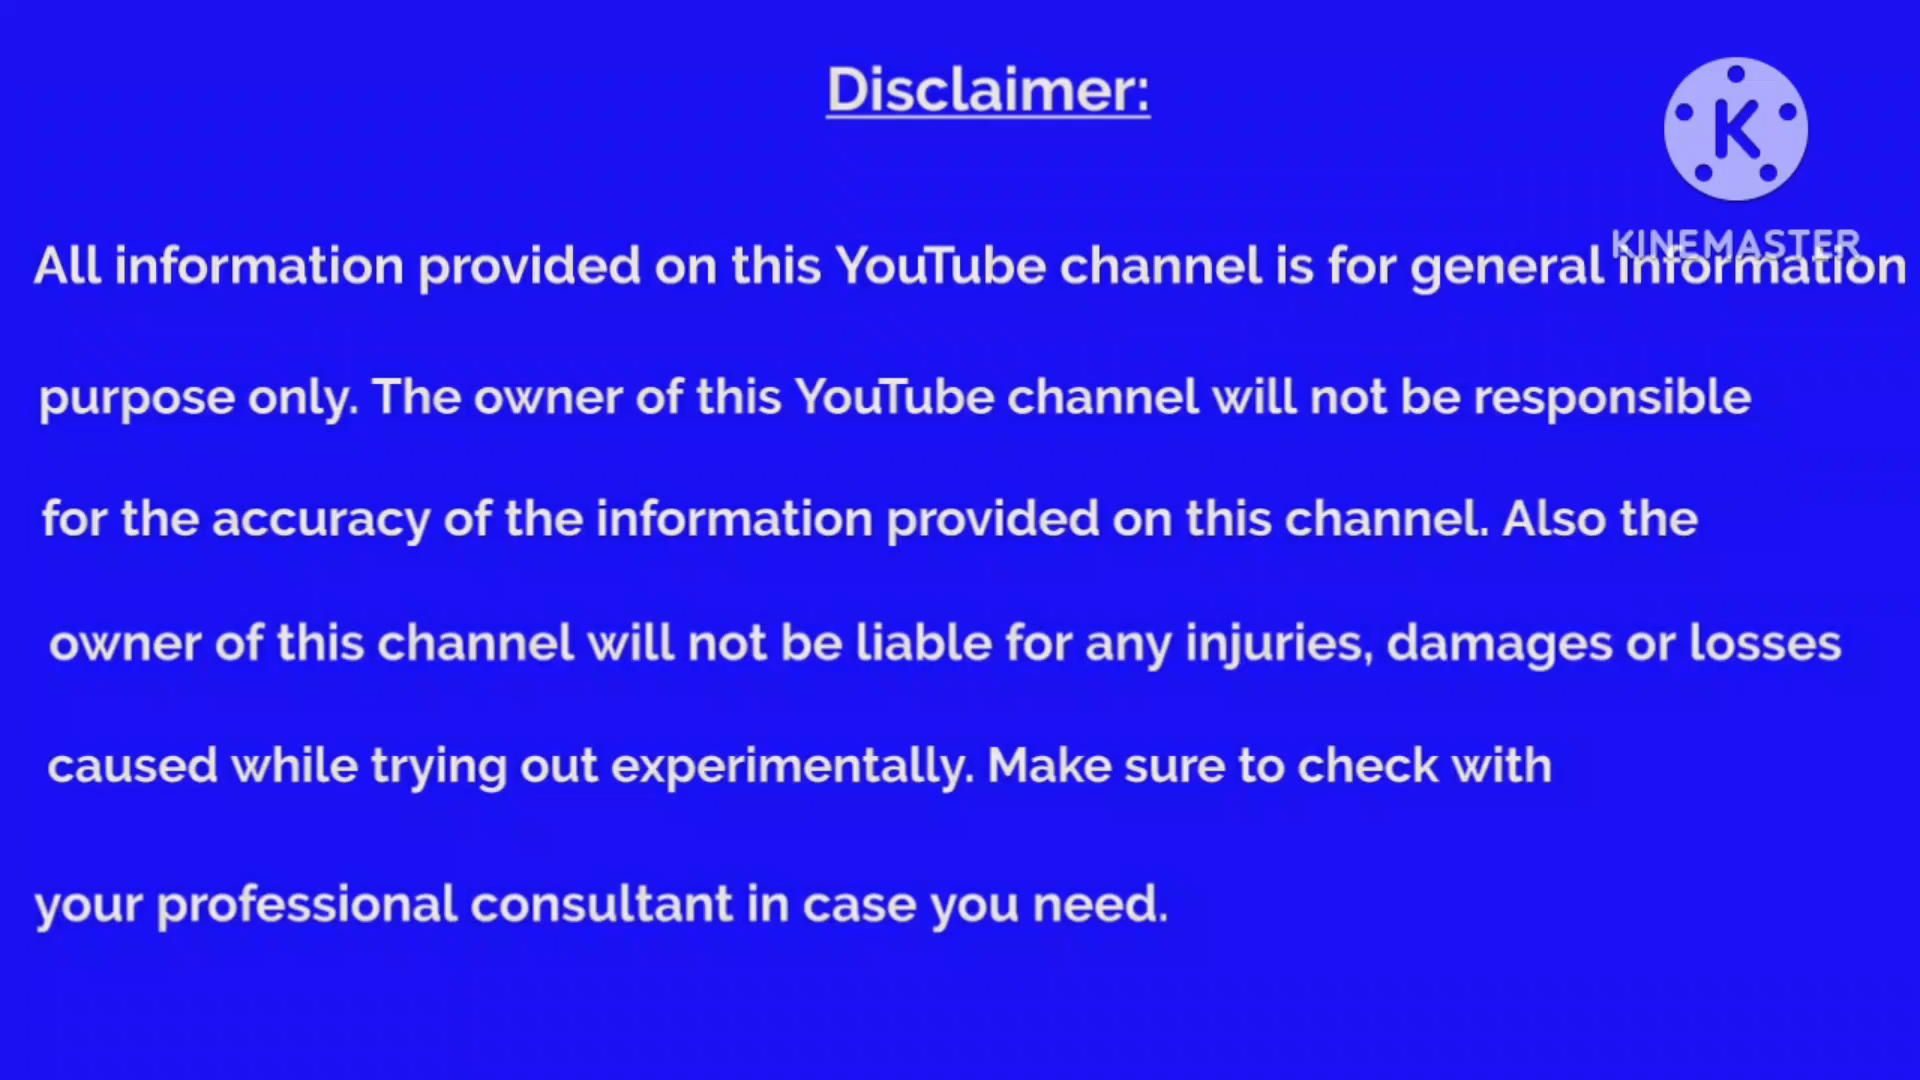 Disclaimer:
K
KINEMASTER
All information provided on this YouTube channel is for general information
purpose only. The owner of this YouTube channel will not be responsible
for the accuracy of the information provided on this channel. Also the
owner of this channel will not be liable for any injuries, damages or losses
caused while trying out experimentally. Make sure to check with
your professional consultant in case you need.